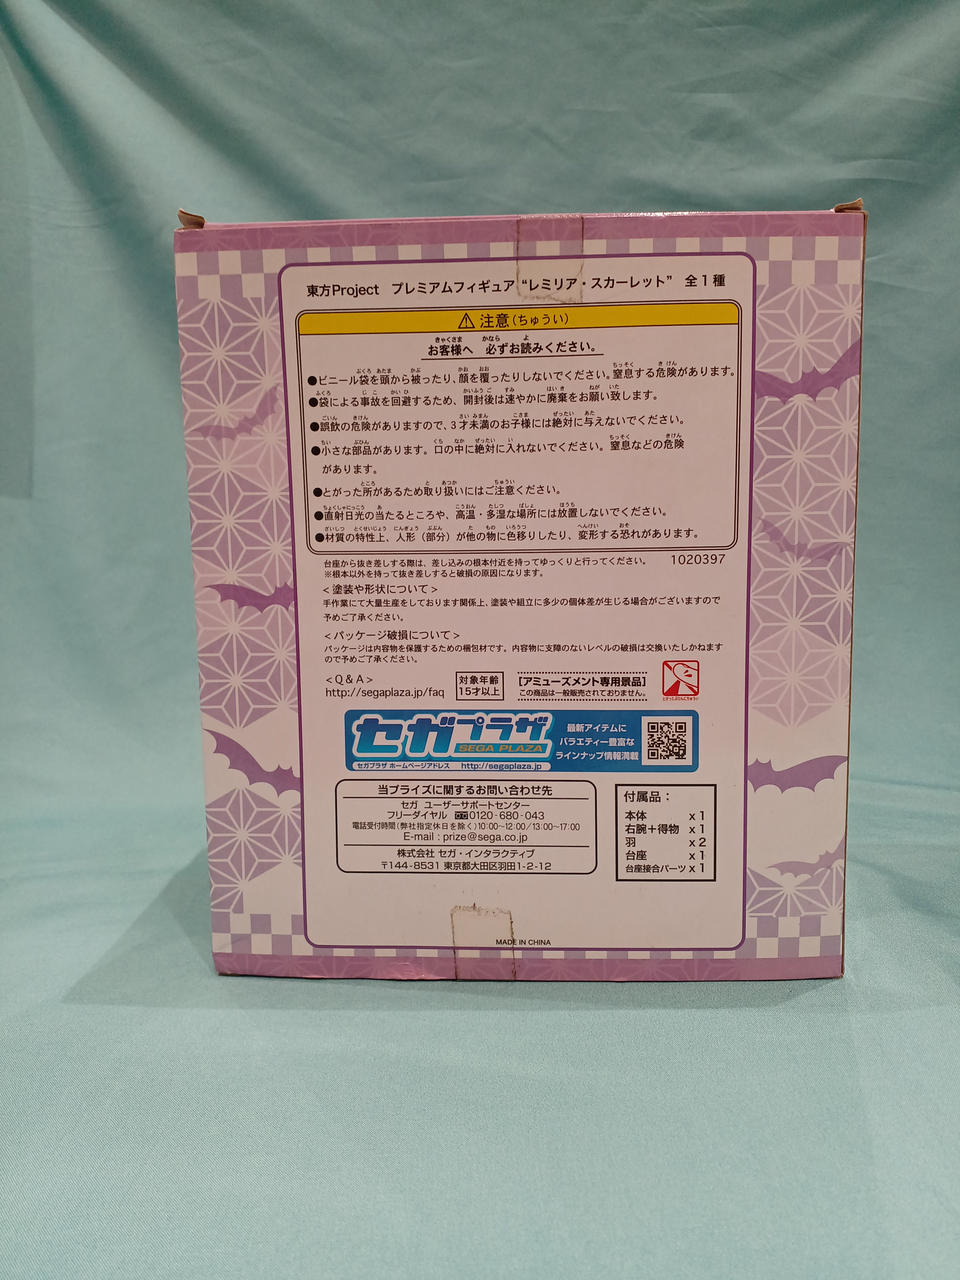 東方Project プレミアムフィギュア“レミリア・スカーレット” 全1種
⚠ 注意(ちゅうい)
お客様へ 必ずお読みください。
●ビニール袋を頭から被ったり、顔を覆ったりしないでください。窒息する危険があります。
●袋による事故を回避するため、開封後は速やかに廃棄をお願い致します。
●誤飲の危険がありますので、3才未満のお子様には絶対に与えないでください。
●小さな部品があります。口の中に絶対に入れないでください。窒息などの危険
があります。
●とがった所があるため取り扱いにはご注意ください。
●直射日光の当たるところや、高温・多湿な場所には放置しないでください。
●材質の特性上、人形(部分)が他の物に色移りしたり、変形する恐れがあります。
台座から抜き差しする際は、差し込みの根本付近を持ってゆっくりと行ってください。 1020397
※根本以外を持って抜き差しすると破損の原因になります。
<塗装や形状について>
手作業にて大量生産をしております関係上、塗装や組立に多少の個体差が生じる場合がございますので
予めご了承ください。
<パッケージ破損について>
パッケージは内容物を保護するための梱包材です。内容物に支障のないレベルの破損は交換いたしかねます
ので予めご了承ください。
<Q&A>
http://segaplaza.jp/faq
対象年齢
15才以上
[アミューズメント専用景品]
この商品は一般販売されておりません。
セガプラザ
SEGA PLAZA
セガプラザ ホームページアドレス http://segaplaza.jp
最新アイテムに
バラエティー豊富な
ラインナップ情報満載
当プライズに関するお問い合わせ先
セガ ユーザーサポートセンター
フリーダイヤル 0120-680-043
電話受付時間(弊社指定休日を除く)10:00~12:00/13:00~17:00
E-mail : prize@sega.co.jp
株式会社 セガ・インタラクティブ
〒144-8531 東京都大田区羽田1-2-12
付属品：
本体 x1
右腕+得物 x1
羽 x2
台座 x1
台座接合パーツ x1
MADE IN CHINA